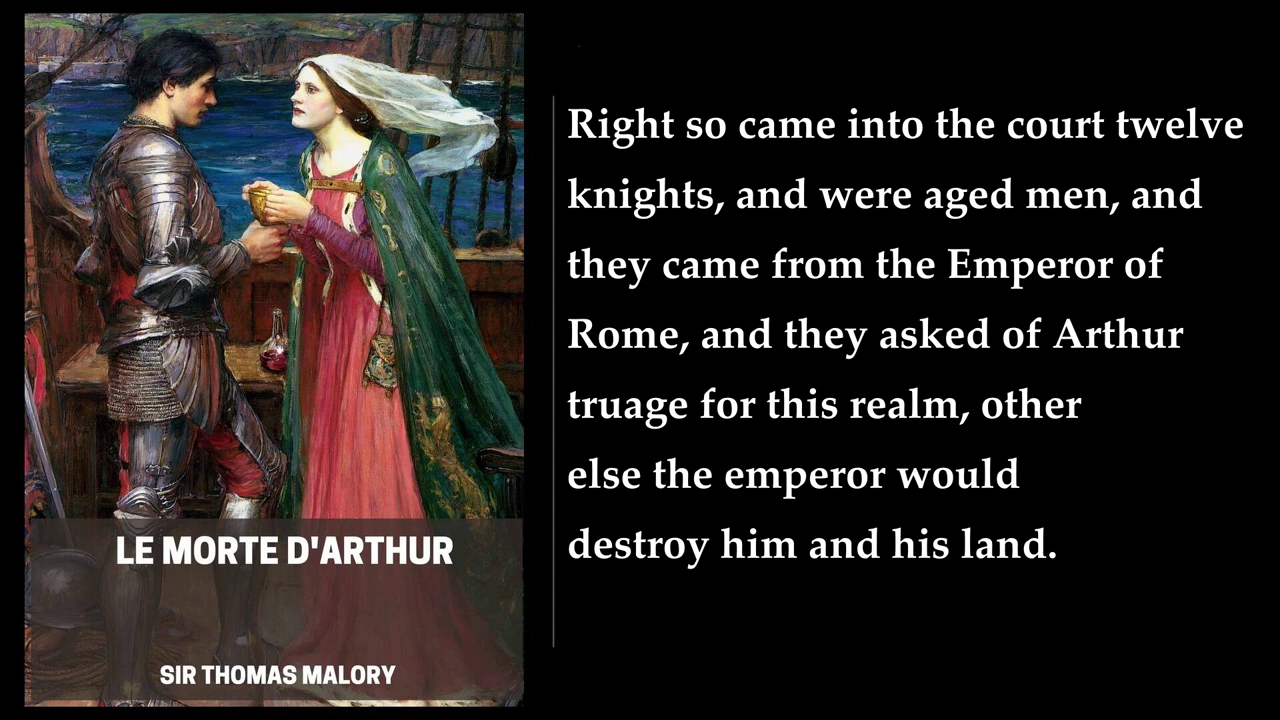 LE MORTE D'ARTHUR
SIR THOMAS MALORY
Right so came into the court twelve
knights, and were aged men, and
they came from the Emperor of
Rome, and they asked of Arthur
truage for this realm, other
else the emperor would
destroy him and his land.